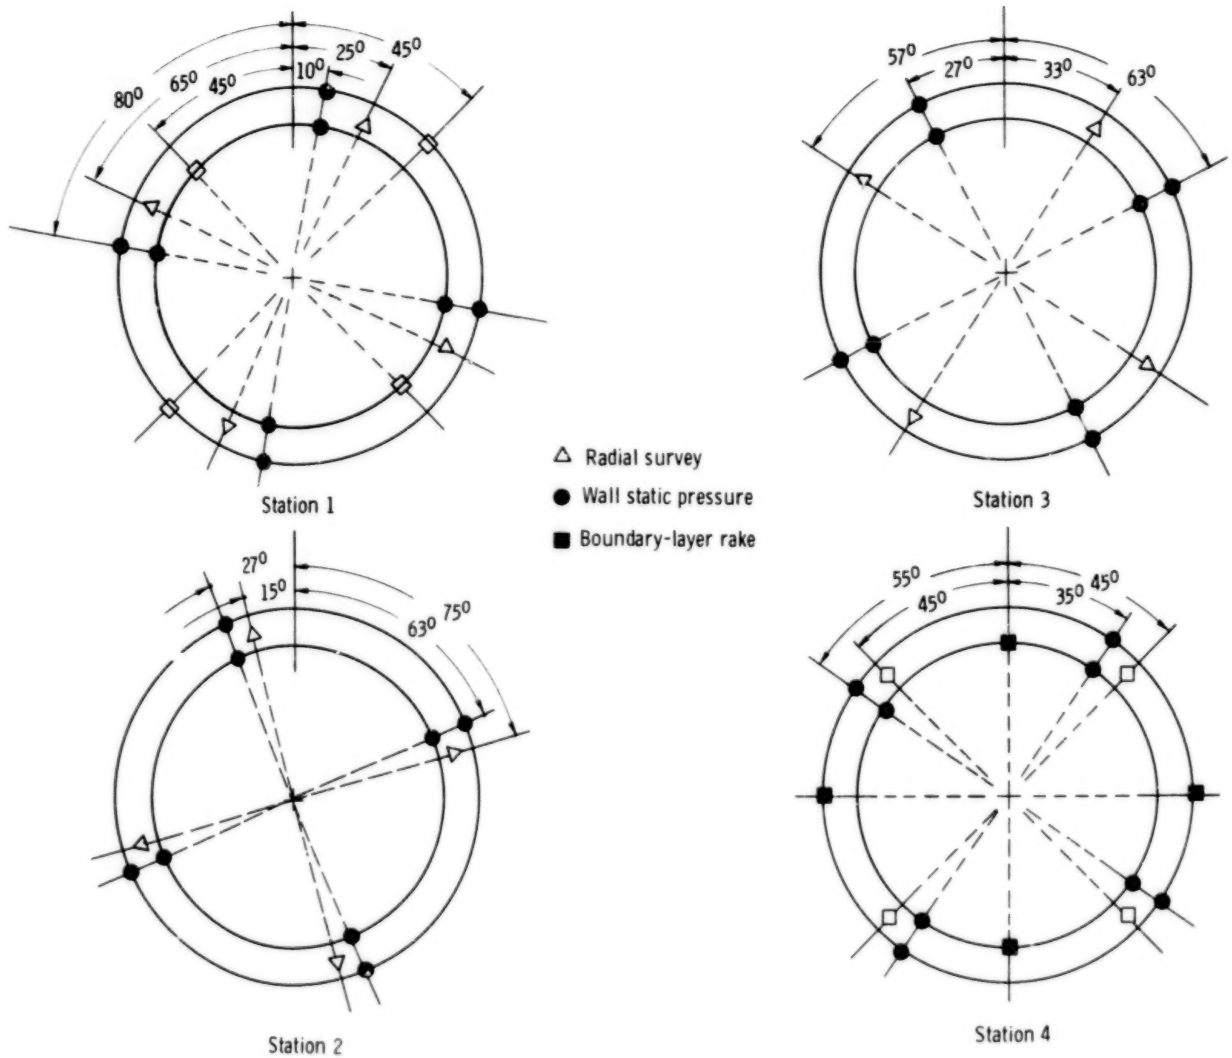 80⁰
65⁰
45⁰
10⁰
25⁰
45⁰
Station 1
57⁰
27⁰
33⁰
63⁰
Station 3
Radial survey
Wall static pressure
Boundary-layer rake
27⁰
15⁰
63⁰
75⁰
Station 2
55⁰
45⁰
35⁰
45⁰
Station 4